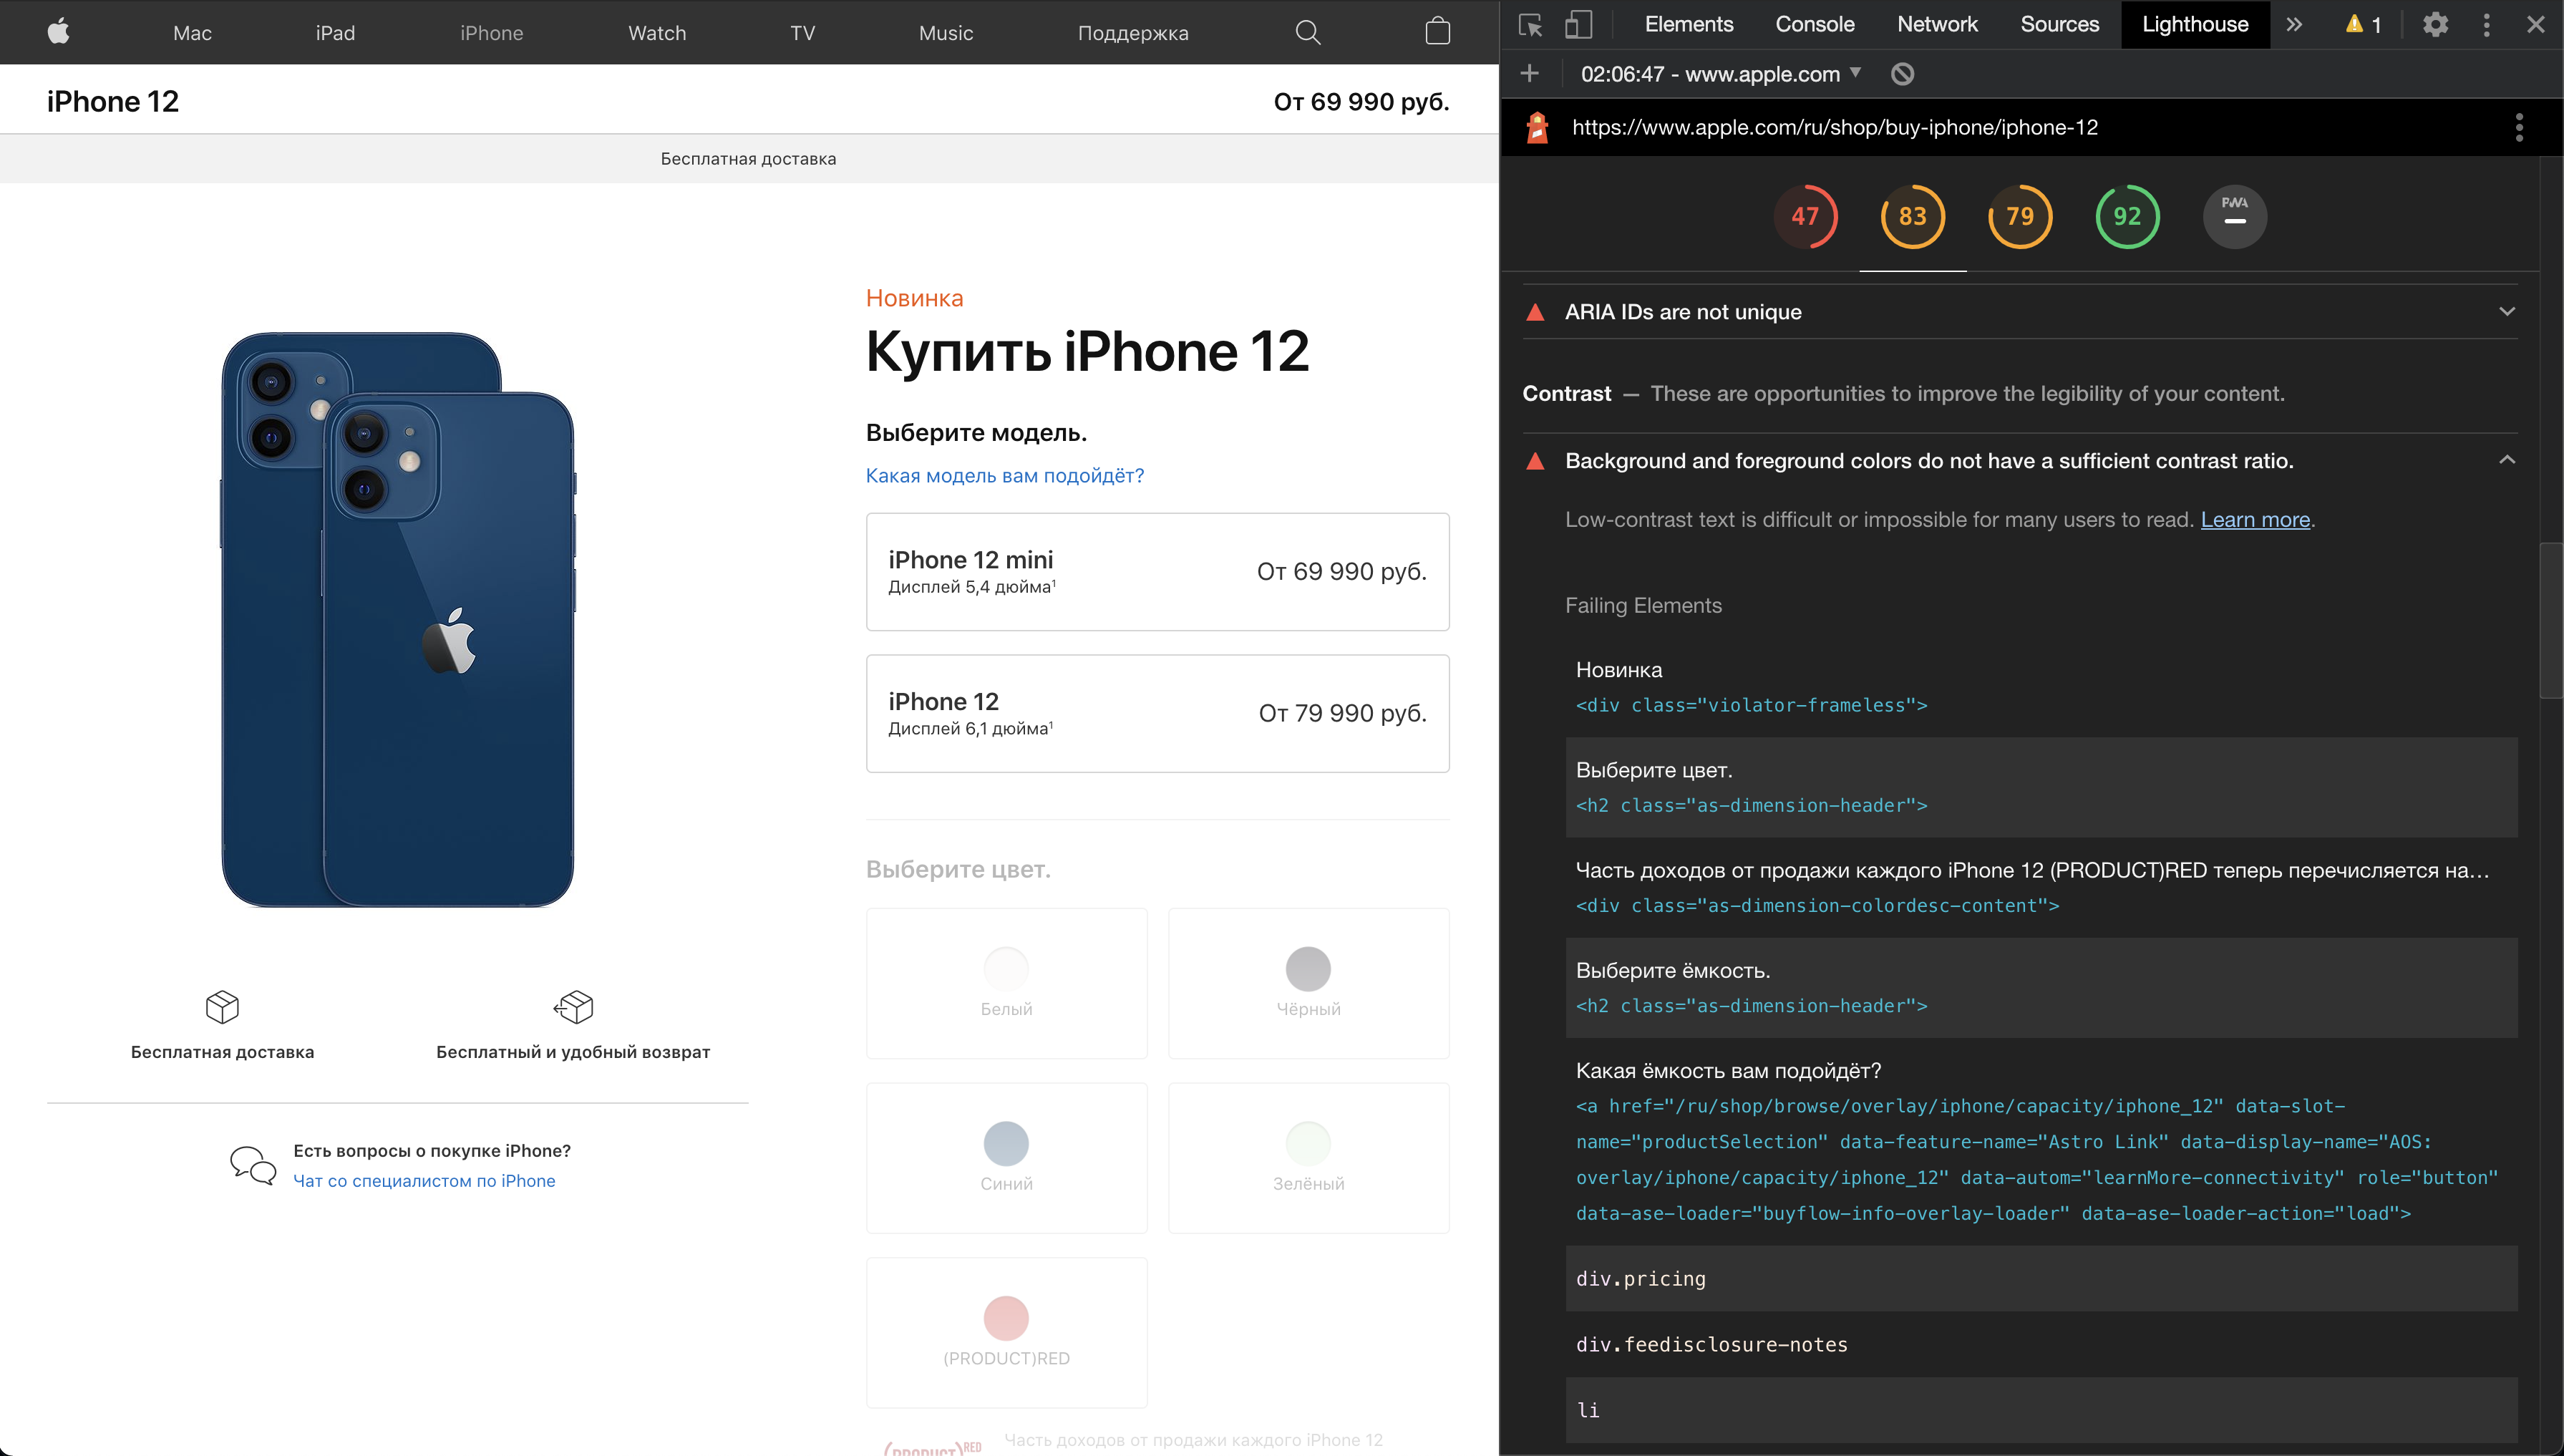 Mac iPad iPhone Watch TV Music Поддержка
iPhone 12
От 69 990 руб.
Бесплатная доставка
Новинка
Купить iPhone 12
Выберите модель.
Какая модель вам подойдёт?
iPhone 12 mini
Дисплей 5,4 дюйма¹
От 69 990 руб.
iPhone 12
Дисплей 6,1 дюйма¹
От 79 990 руб.
Выберите цвет.
Белый
Чёрный
Синий
Зелёный
(PRODUCT)RED
(PRODUCT)RED
Часть доходов от продажи каждого iPhone 12
Бесплатная доставка
Бесплатный и удобный возврат
Есть вопросы о покупке iPhone?
Чат со специалистом по iPhone
Elements Console Network Sources Lighthouse » 1
02:06:47 - www.apple.com
https://www.apple.com/ru/shop/buy-iphone/iphone-12
47 83 79 92 PWA
ARIA IDs are not unique
Contrast — These are opportunities to improve the legibility of your content.
Background and foreground colors do not have a sufficient contrast ratio.
Low-contrast text is difficult or impossible for many users to read. Learn more.
Failing Elements
Новинка
<div class="violator-frameless">
Выберите цвет.
<h2 class="as-dimension-header">
Часть доходов от продажи каждого iPhone 12 (PRODUCT)RED теперь перечисляется на…
<div class="as-dimension-colordesc-content">
Выберите ёмкость.
<h2 class="as-dimension-header">
Какая ёмкость вам подойдёт?
<a href="/ru/shop/browse/overlay/iphone/capacity/iphone_12" data-slot-
name="productSelection" data-feature-name="Astro Link" data-display-name="AOS:
overlay/iphone/capacity/iphone_12" data-autom="learnMore-connectivity" role="button"
data-ase-loader="buyflow-info-overlay-loader" data-ase-loader-action="load">
div.pricing
div.feedisclosure-notes
li